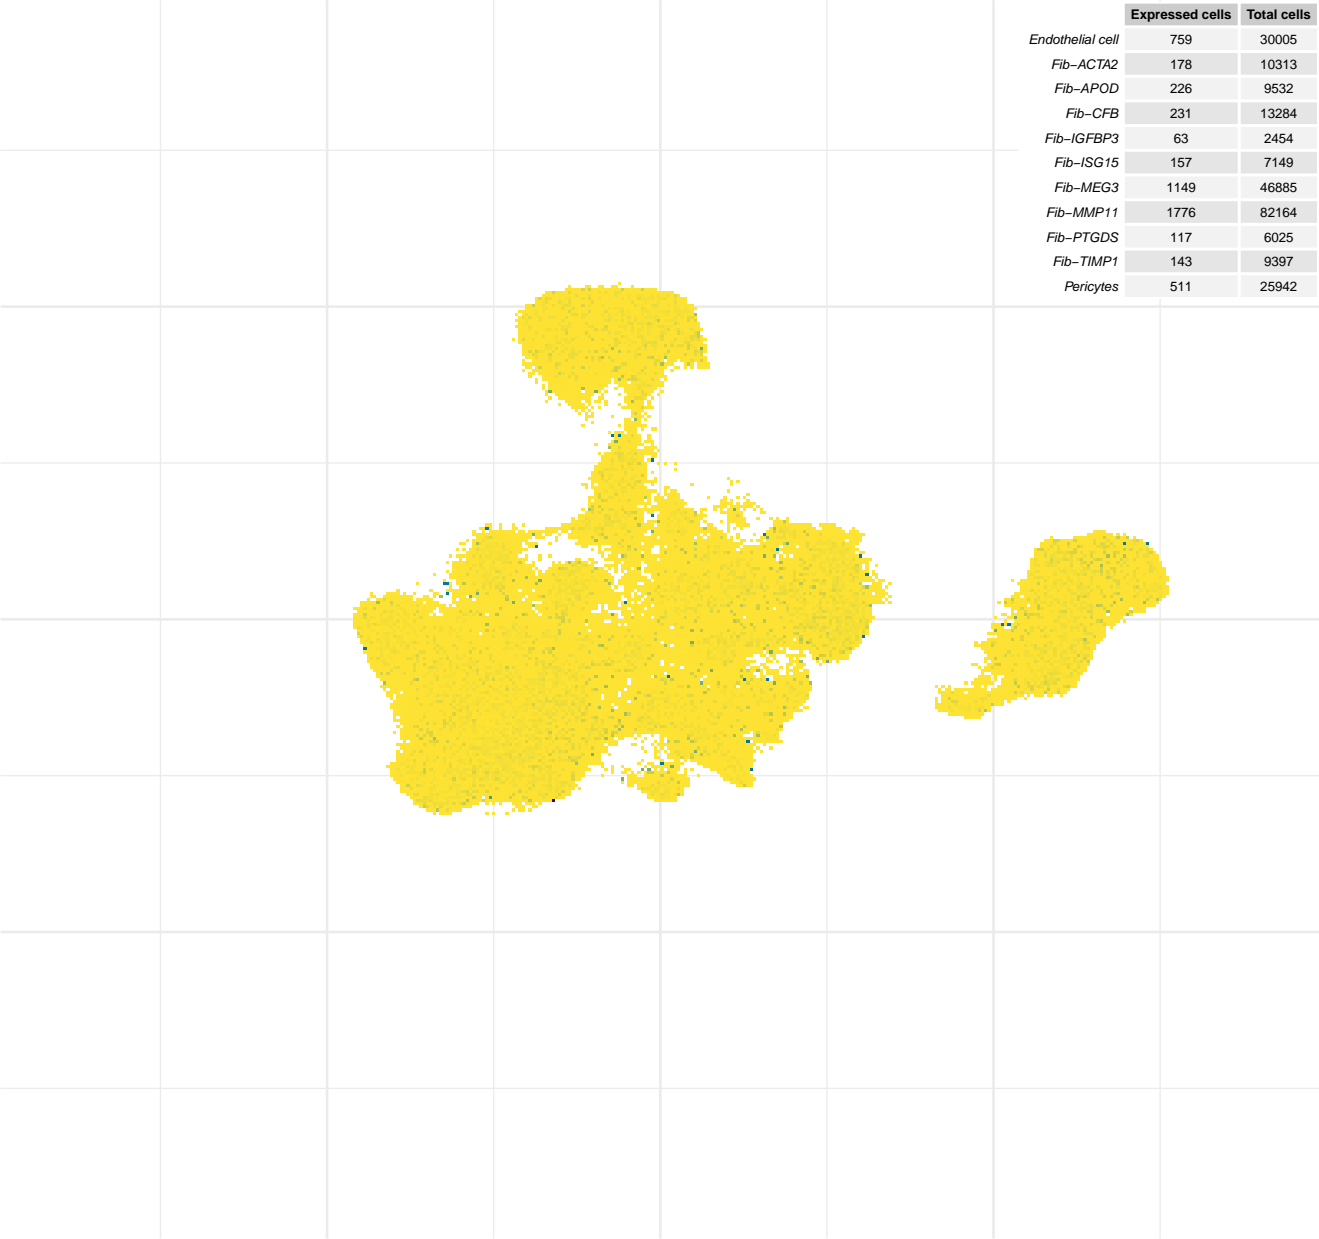 Expressed cells Total cells
Endothelial cell 759 30005
Fib−ACTA2 178 10313
Fib−APOD 226 9532
Fib−CFB 231 13284
Fib−IGFBP3 63 2454
Fib−ISG15 157 7149
Fib−MEG3 1149 46885
Fib−MMP11 1776 82164
Fib−PTGDS 117 6025
Fib−TIMP1 143 9397
Pericytes 511 25942